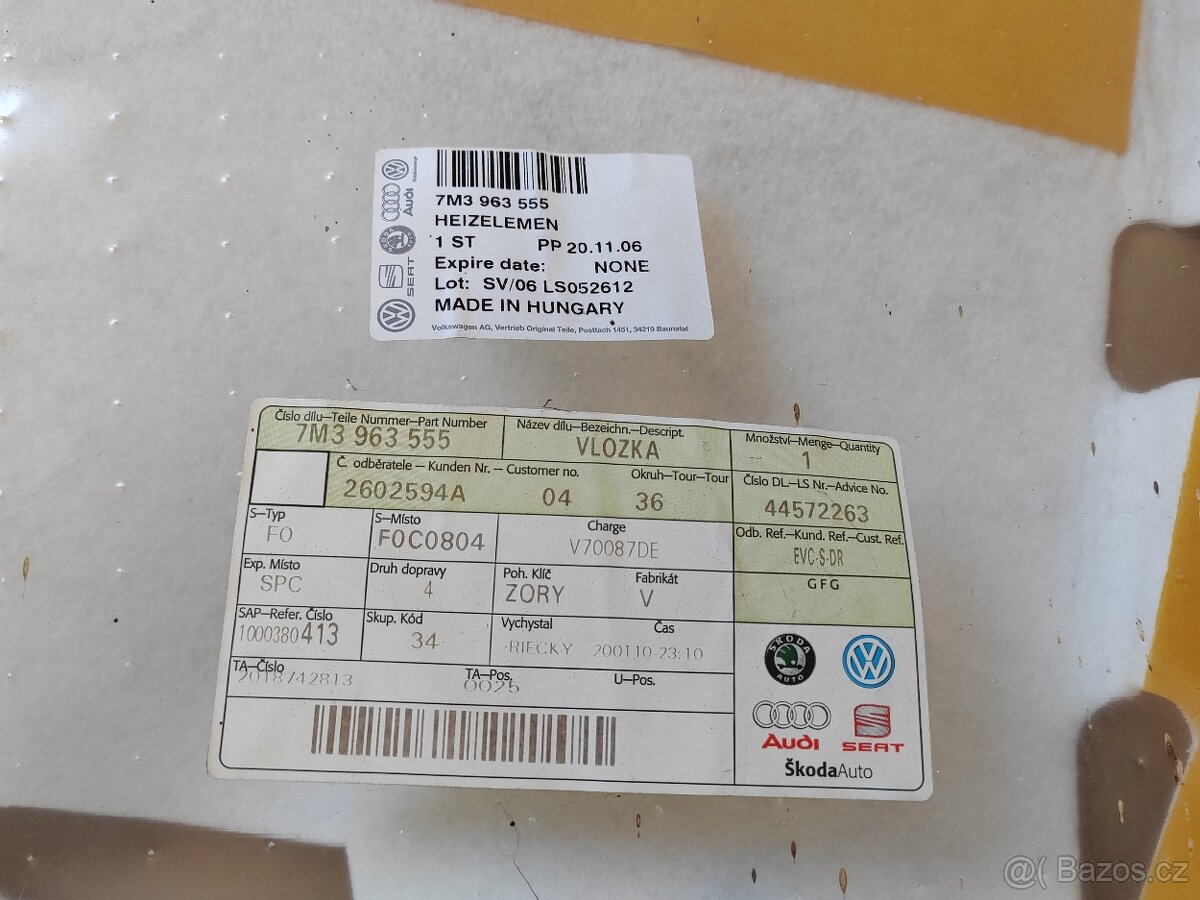 7M3 963 555
HEIZELEMEN
1 ST PP 20.11.06
Expire date: NONE
Lot: SV/06 LS052612
MADE IN HUNGARY
Volkswagen AG, Vertrieb Original Teile, Postfach 1451, 34219 Baunatal
Audi
SKODA
SEAT
Číslo dílu–Teile Nummer–Part Number
7M3 963 555
Název dílu–Bezeichn.–Descript.
VLOZKA
Množství–Menge–Quantity
1
Č. odběratele – Kunden Nr. – Customer no.
2602594A 04
Okruh–Tour–Tour
36
Číslo DL.–LS Nr.–Advice No.
44572263
S–Typ
F0
S–Místo
F0C0804
Charge
V70087DE
Odb. Ref.–Kund. Ref.–Cust. Ref.
EVC-S-DR
Exp. Místo
SPC
Druh dopravy
4
Poh. Klíč
ZORY
Fabrikát
V
GFG
SAP–Refer. Číslo
1000380413
Skup. Kód
34
Vychystal
RIECKY
Čas
200110-23:10
TA–Číslo
2018742813
TA–Pos.
0025
U–Pos.
SKODA
AUTO
Audi
SEAT
ŠkodaAuto
@( Bazos.cz